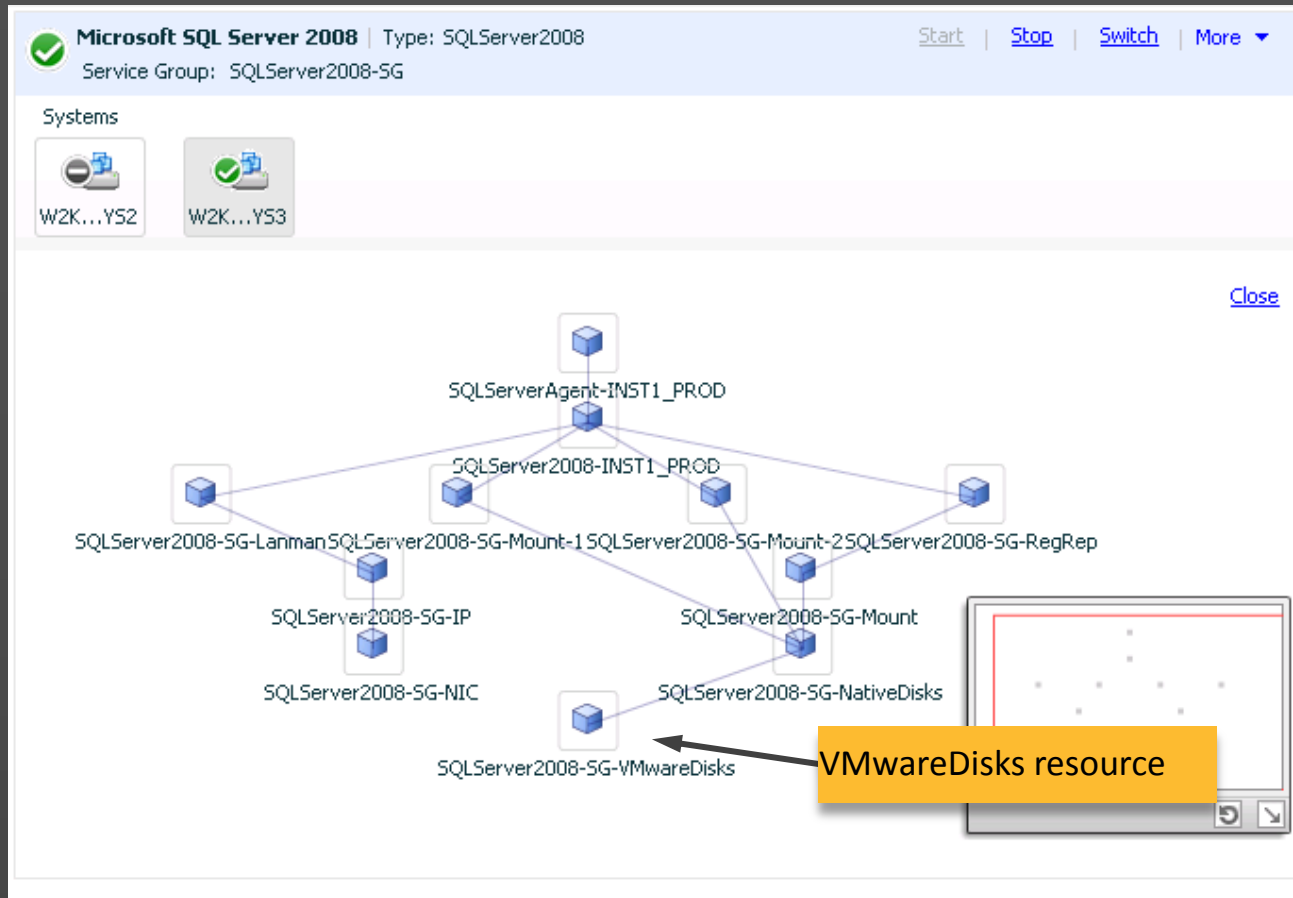 Microsoft SQL Server 2008 | Type: SQLServer2008 Start | Stop | Switch | More
Service Group: SQLServer2008-SG
Systems
W2K...YS2 W2K...YS3
Close
SQLServerAgent-INST1_PROD
SQLServer2008-INST1_PROD
SQLServer2008-SG-Lanman SQLServer2008-SG-Mount-1 SQLServer2008-SG-Mount-2 SQLServer2008-SG-RegRep
SQLServer2008-SG-IP SQLServer2008-SG-Mount
SQLServer2008-SG-NIC SQLServer2008-SG-NativeDisks
SQLServer2008-SG-VMwareDisks VMwareDisks resource